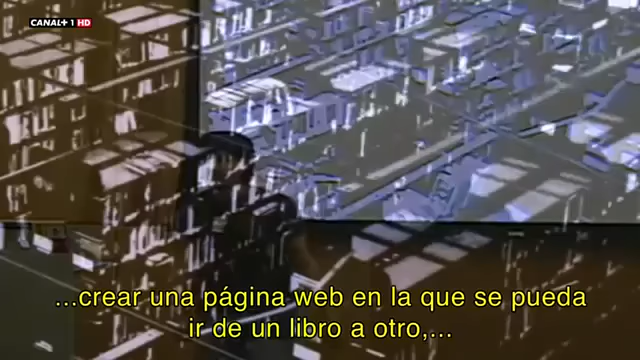 CANAL+ 1 HD
...crear una página web en la que se pueda
ir de un libro a otro,...